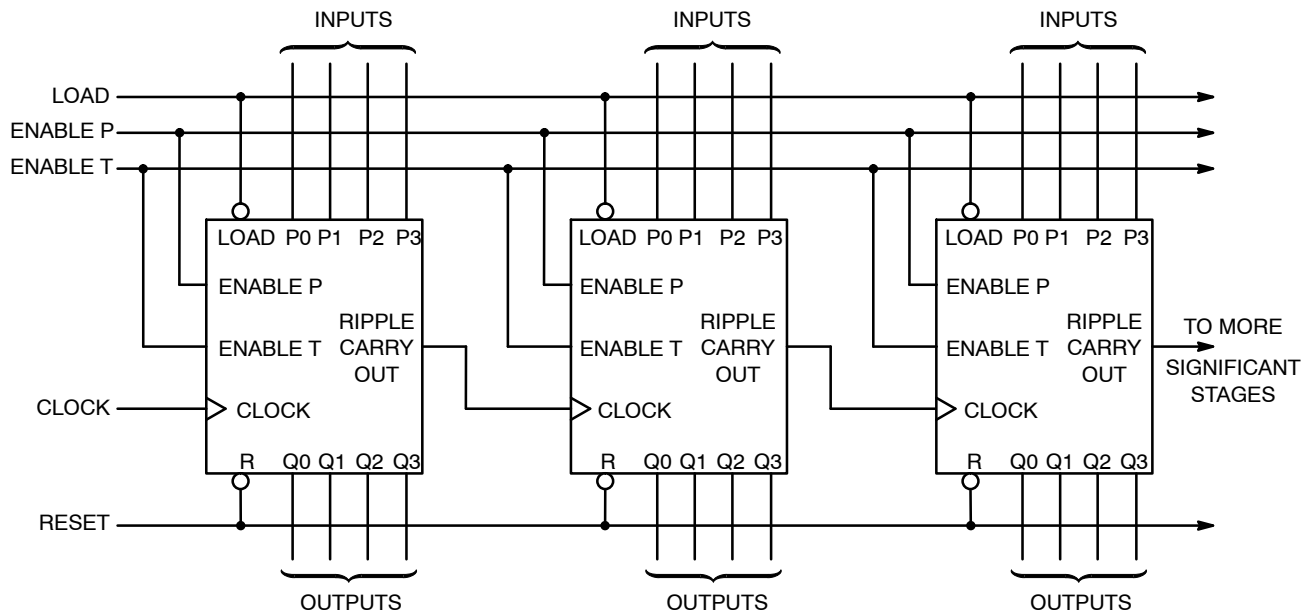 INPUTS INPUTS INPUTS
LOAD
ENABLE P
ENABLE T
LOAD P0 P1 P2 P3
ENABLE P
ENABLE T
RIPPLE
CARRY
OUT
CLOCK
R Q0 Q1 Q2 Q3
LOAD P0 P1 P2 P3
ENABLE P
ENABLE T
RIPPLE
CARRY
OUT
CLOCK
R Q0 Q1 Q2 Q3
LOAD P0 P1 P2 P3
ENABLE P
ENABLE T
RIPPLE
CARRY
OUT
CLOCK
R Q0 Q1 Q2 Q3
TO MORE
SIGNIFICANT
STAGES
CLOCK
RESET
OUTPUTS OUTPUTS OUTPUTS